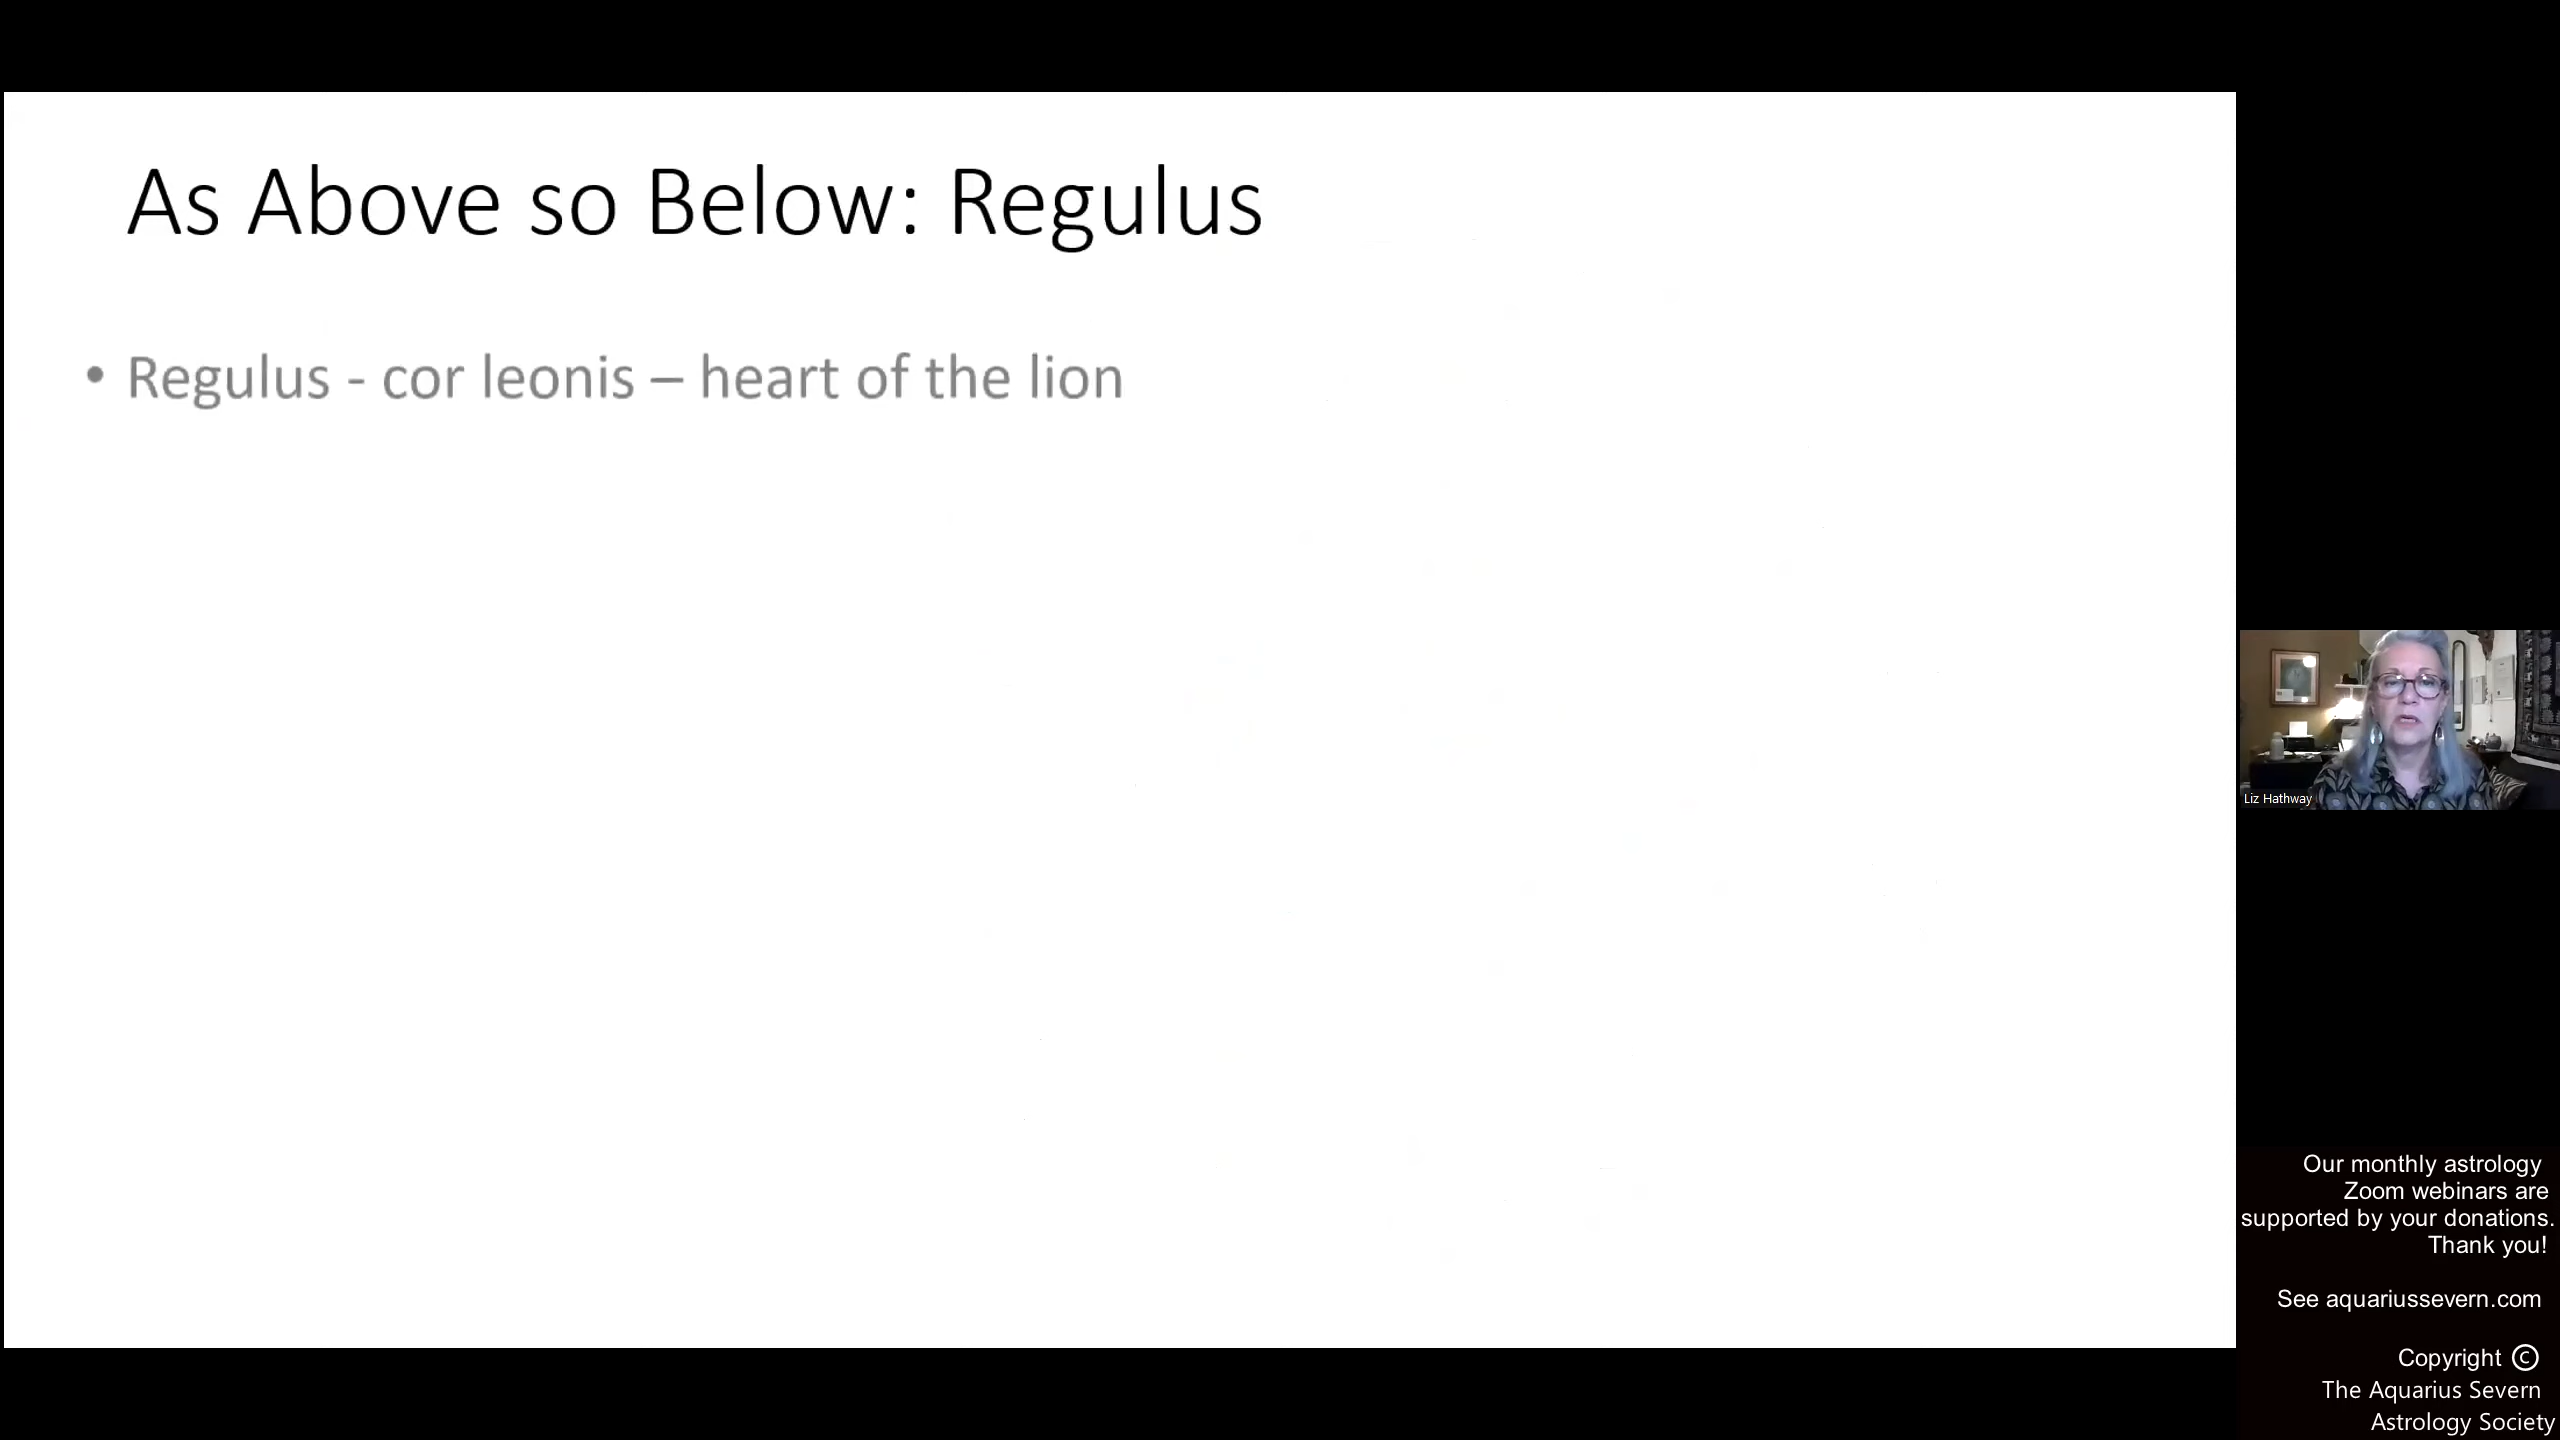 As Above so Below: Regulus
• Regulus - cor leonis – heart of the lion
Liz Hathway
Our monthly astrology
Zoom webinars are
supported by your donations.
Thank you!
See aquariussevern.com
Copyright ©
The Aquarius Severn
Astrology Society